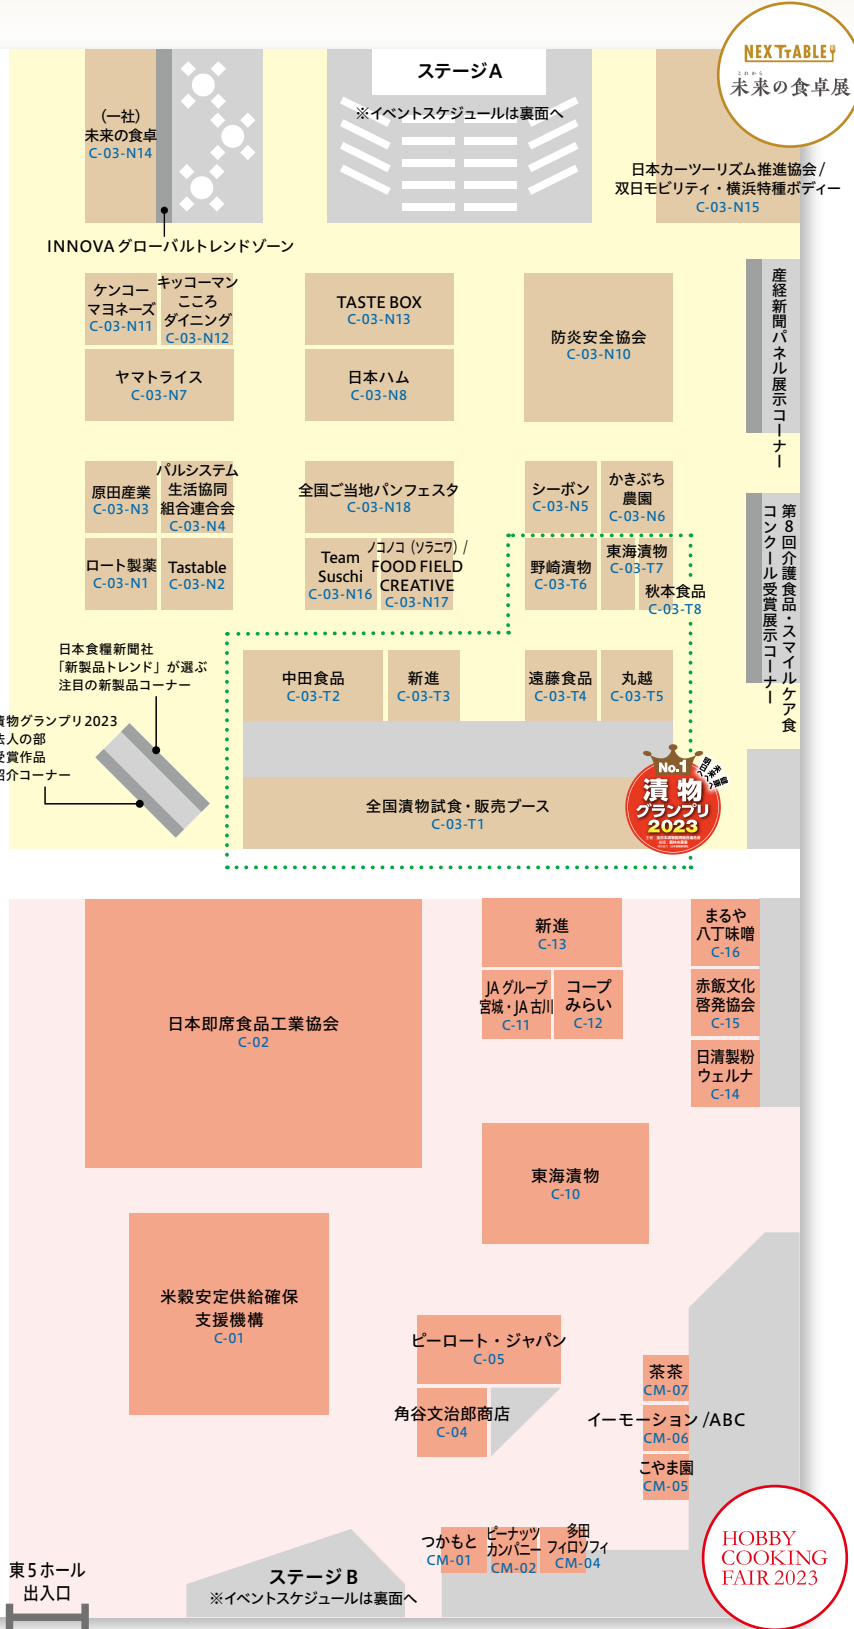 NEXT TABLE
これから
未来の食卓展
ステージA
※イベントスケジュールは裏面へ
（一社）
未来の食卓
C-03-N14
日本カーツーリズム推進協会/
双日モビリティ・横浜特種ボディー
C-03-N15
INNOVAグローバルトレンドゾーン
ケンコー
マヨネーズ
C-03-N11
キッコーマン
こころ
ダイニング
C-03-N12
TASTE BOX
C-03-N13
防炎安全協会
C-03-N10
産経新聞パネル展示コーナー
ヤマトライス
C-03-N7
日本ハム
C-03-N8
原田産業
C-03-N3
パルシステム
生活協同
組合連合会
C-03-N4
全国ご当地パンフェスタ
C-03-N18
シーボン
C-03-N5
かきぶち
農園
C-03-N6
第8回介護食品・スマイルケア食
コンクール受賞展示コーナー
ロート製薬
C-03-N1
Tastable
C-03-N2
Team
Suschi
C-03-N16
ノコノコ（ソラニワ）/
FOOD FIELD
CREATIVE
C-03-N17
野崎漬物
C-03-T6
東海漬物
C-03-T7
秋本食品
C-03-T8
日本食糧新聞社
「新製品トレンド」が選ぶ
注目の新製品コーナー
中田食品
C-03-T2
新進
C-03-T3
遠藤食品
C-03-T4
丸越
C-03-T5
漬物グランプリ2023
法人の部
受賞作品
紹介コーナー
全国漬物試食・販売ブース
C-03-T1
No.1
漬物
グランプリ
2023
日本即席食品工業協会
C-02
新進
C-13
まるや
八丁味噌
C-16
JAグループ
宮城・JA古川
C-11
コープ
みらい
C-12
赤飯文化
啓発協会
C-15
日清製粉
ウェルナ
C-14
東海漬物
C-10
米穀安定供給確保
支援機構
C-01
ピーロート・ジャパン
C-05
茶茶
CM-07
角谷文治郎商店
C-04
イーモーション/ABC
CM-06
こやま園
CM-05
つかもと
CM-01
ピーナッツ
カンパニー
CM-02
多田
フィロソフィ
CM-04
東5ホール
出入口
ステージB
※イベントスケジュールは裏面へ
HOBBY
COOKING
FAIR 2023